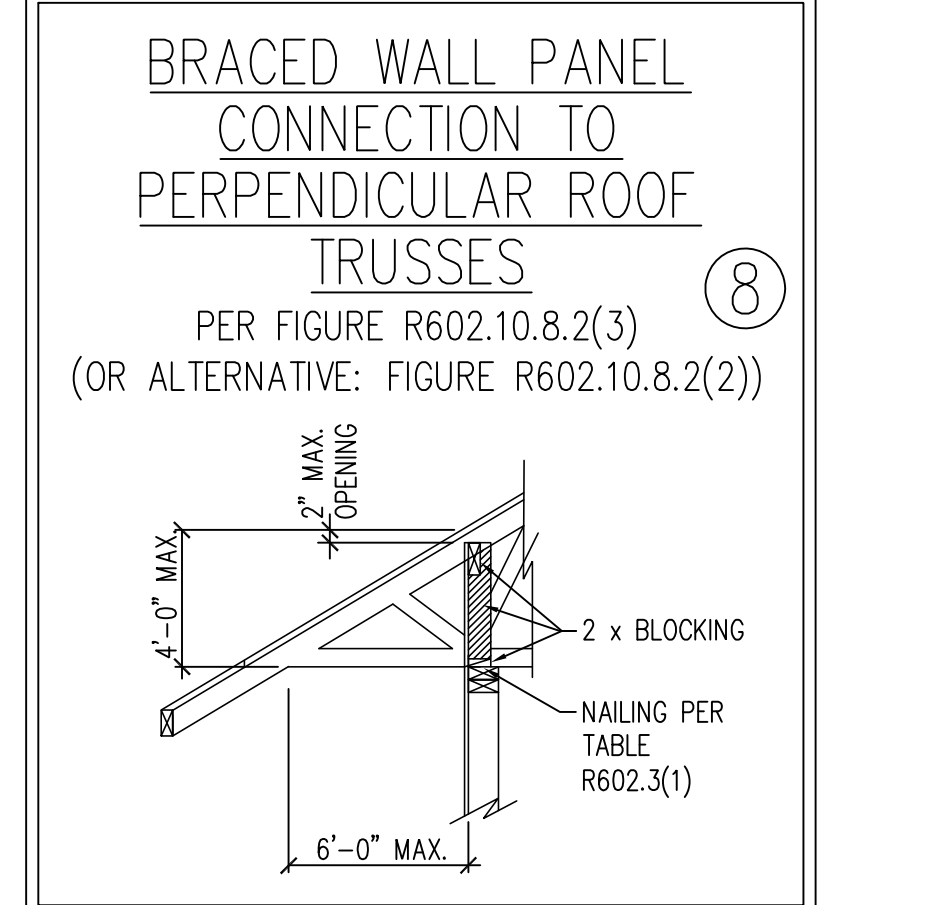 BRACED WALL PANEL
CONNECTION TO
PERPENDICULAR ROOF
TRUSSES
8
PER FIGURE R602.10.8.2(3)
(OR ALTERNATIVE: FIGURE R602.10.8.2(2))
2" MAX.
OPENING
4'-0" MAX.
2 x BLOCKING
NAILING PER
TABLE
R602.3(1)
6'-0" MAX.